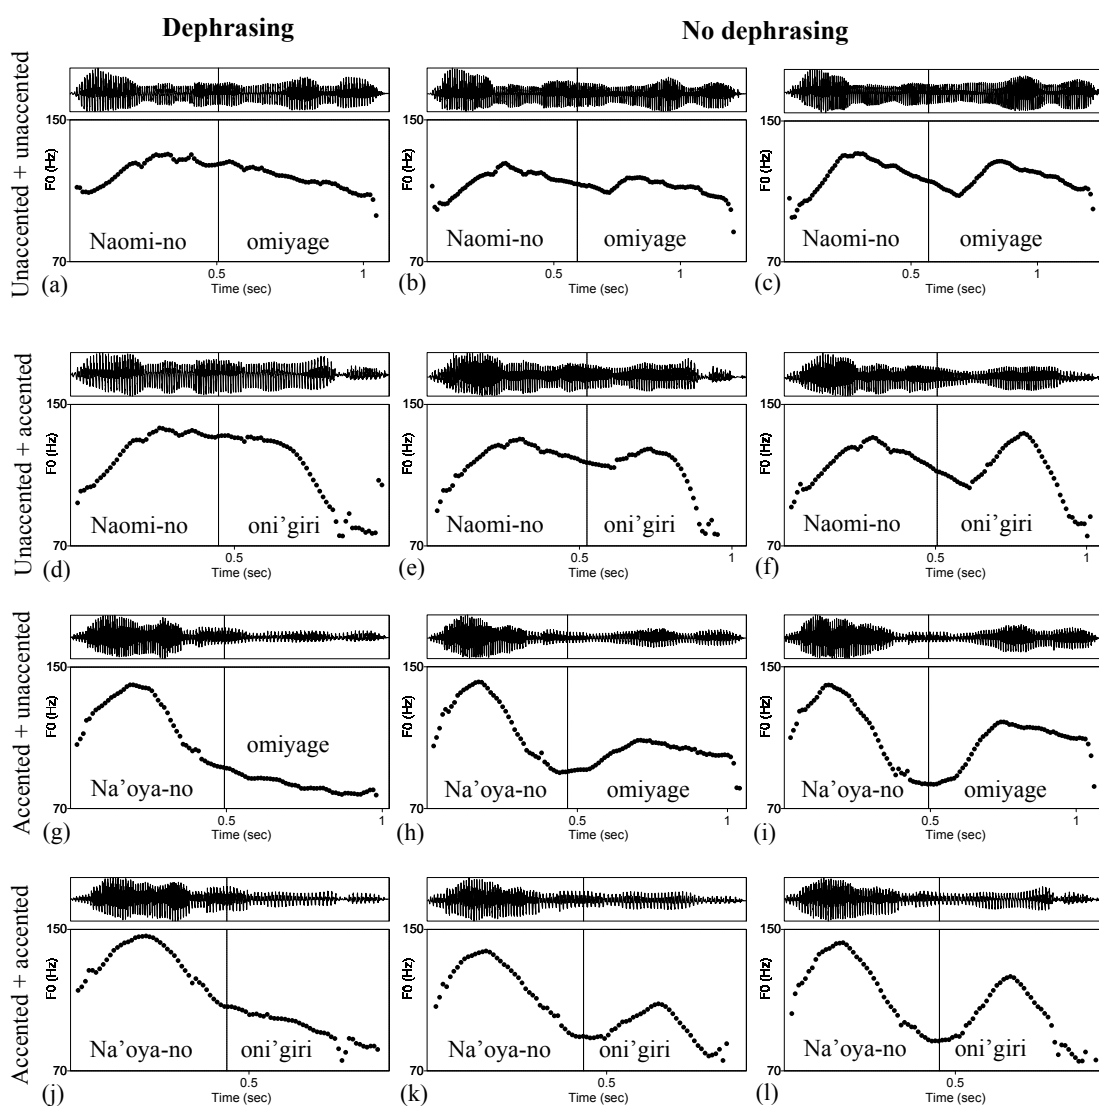 Dephrasing
No dephrasing
Unaccented + unaccented
150
F0 (Hz)
70
Naomi-no
omiyage
0.5
1
Time (sec)
(a)
150
F0 (Hz)
70
Naomi-no
omiyage
0.5
1
Time (sec)
(b)
150
F0 (Hz)
70
Naomi-no
omiyage
0.5
1
Time (sec)
(c)
Unaccented + accented
150
F0 (Hz)
70
Naomi-no
oni’giri
0.5
Time (sec)
(d)
150
F0 (Hz)
70
Naomi-no
oni’giri
0.5
1
Time (sec)
(e)
150
F0 (Hz)
70
Naomi-no
oni’giri
0.5
1
Time (sec)
(f)
Accented + unaccented
150
F0 (Hz)
70
Na’oya-no
omiyage
0.5
1
Time (sec)
(g)
150
F0 (Hz)
70
Na’oya-no
omiyage
0.5
1
Time (sec)
(h)
150
F0 (Hz)
70
Na’oya-no
omiyage
0.5
1
Time (sec)
(i)
Accented + accented
150
F0 (Hz)
70
Na’oya-no
oni’giri
0.5
Time (sec)
(j)
150
F0 (Hz)
70
Na’oya-no
oni’giri
0.5
Time (sec)
(k)
150
F0 (Hz)
70
Na’oya-no
oni’giri
0.5
Time (sec)
(l)